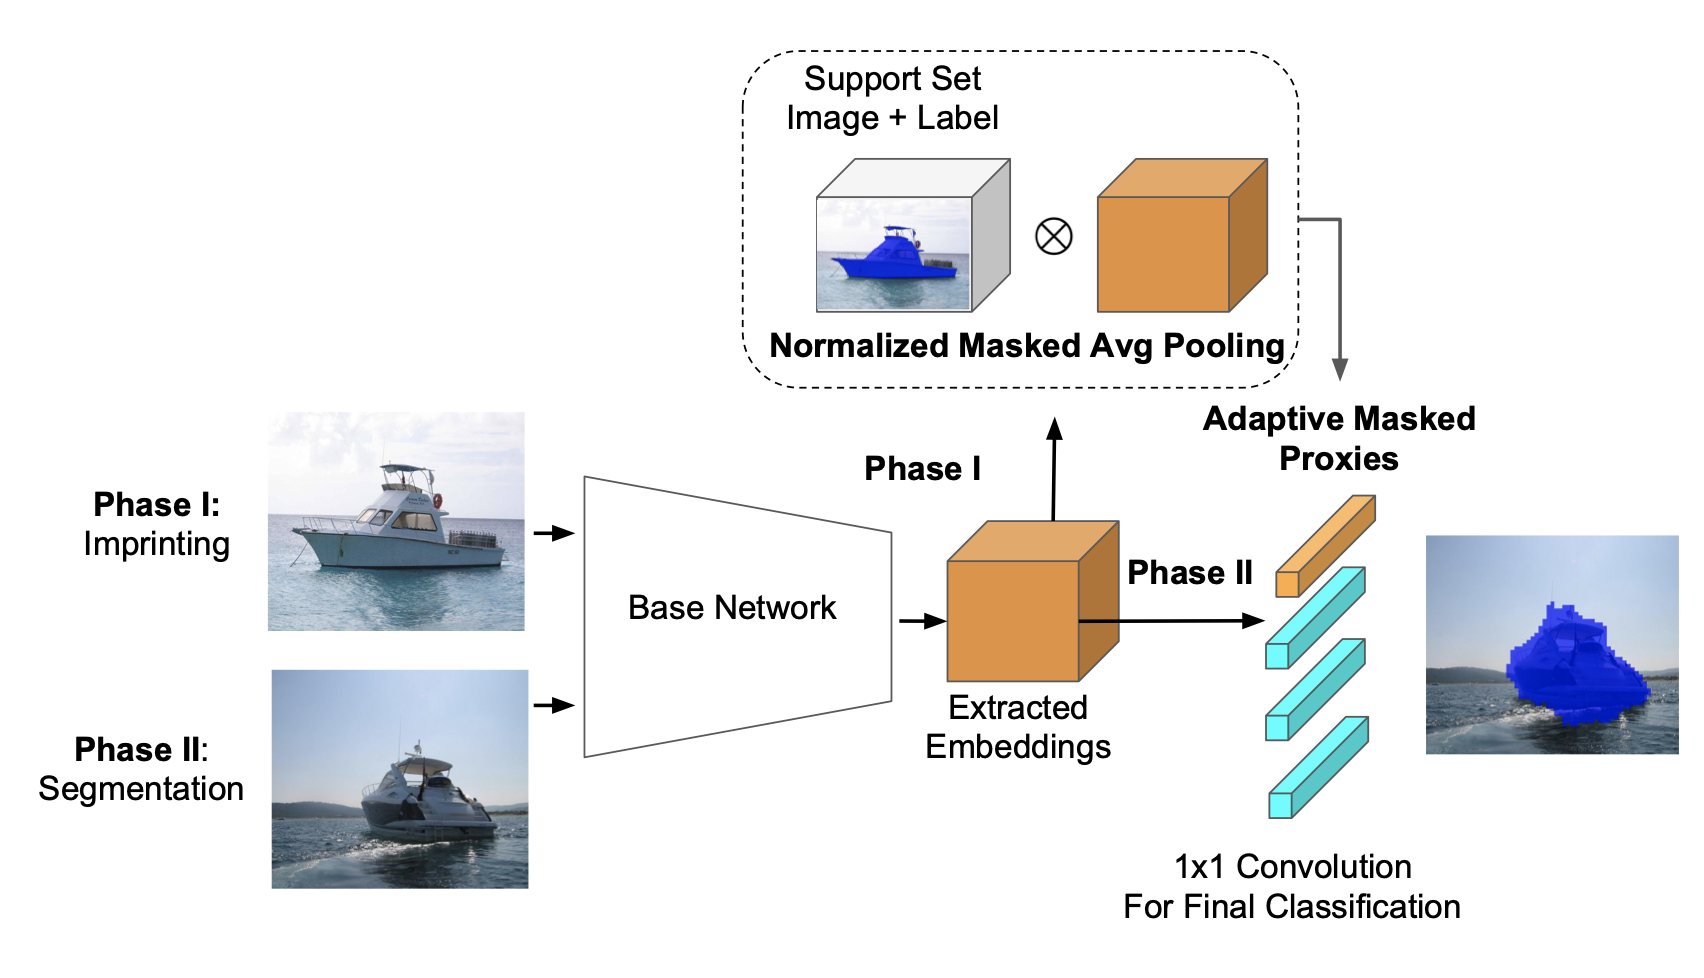 Support Set
Image + Label
Normalized Masked Avg Pooling
Adaptive Masked
Proxies
Phase I
Phase I:
Imprinting
Base Network
Phase II
Extracted
Embeddings
Phase II:
Segmentation
1x1 Convolution
For Final Classification